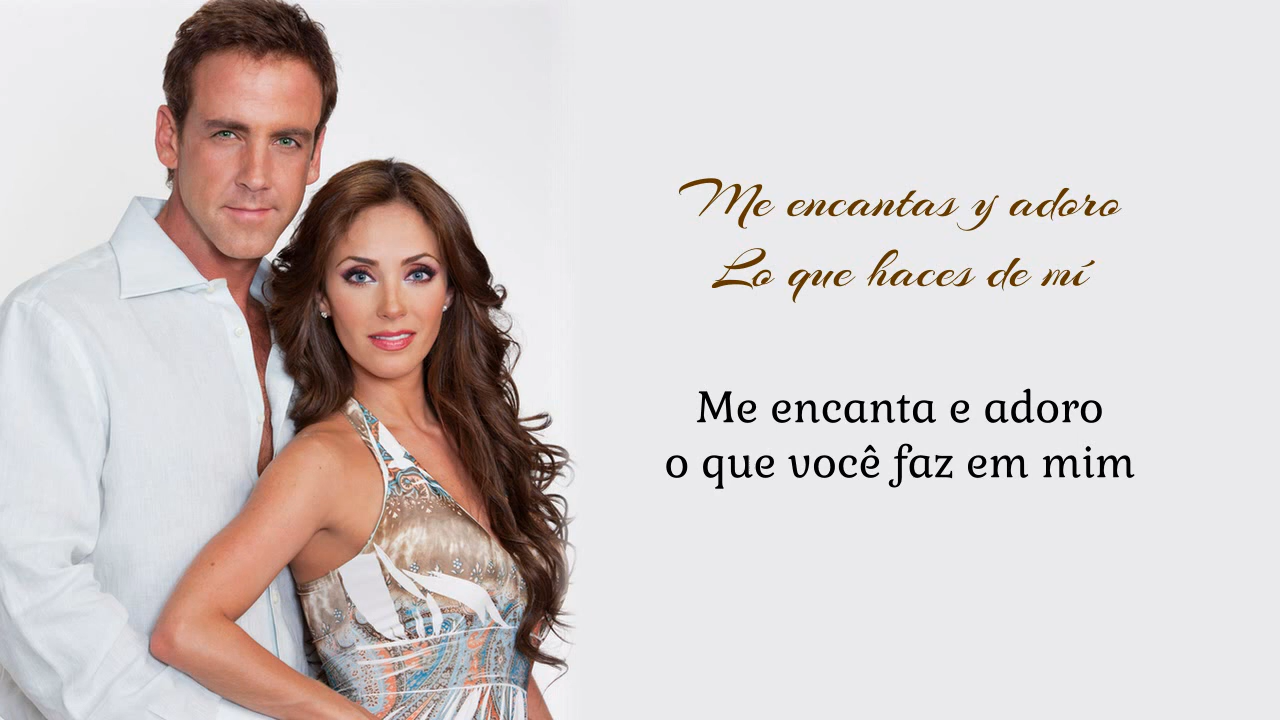 Me encantas y adoro
Lo que haces de mí
Me encanta e adoro
o que você faz em mim